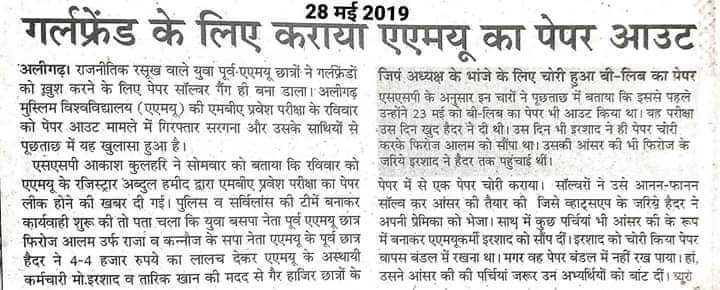 28 मई 2019
गर्लफ्रेंड के लिए कराया एएमयू का पेपर आउट
अलीगढ़। राजनीतिक रसूख वाले युवा पूर्व-एएमयू छात्रों ने गर्लफ्रेंडों
को ख़ुश करने के लिए पेपर सॉल्वर गैंग ही बना डाला। अलीगढ़
मुस्लिम विश्वविद्यालय (एएमयू) की एमबीए प्रवेश परीक्षा के रविवार
को पेपर आउट मामले में गिरफ्तार सरगना और उसके साथियों से
पूछताछ में यह खुलासा हुआ है।
एसएसपी आकाश कुलहरि ने सोमवार को बताया कि रविवार को
एएमयू के रजिस्ट्रार अब्दुल हमीद द्वारा एमबीए प्रवेश परीक्षा का पेपर
लीक होने की खबर दी गई। पुलिस व सर्विलांस की टीमें बनाकर
कार्यवाही शुरू की तो पता चला कि युवा बसपा नेता पूर्व एएमयू छात्र
फिरोज आलम उर्फ राजा व कन्नौज के सपा नेता एएमयू के पूर्व छात्र
हैदर ने 4-4 हजार रुपये का लालच देकर एएमयू के अस्थायी
कर्मचारी मो.इरशाद व तारिक खान की मदद से गैर हाजिर छात्रों के
जिपं अध्यक्ष के भांजे के लिए चोरी हुआ बी-लिब का पेपर
एसएसपी के अनुसार इन चारों ने पूछताछ में बताया कि इससे पहले
उन्होंने 23 मई को बी-लिब का पेपर भी आउट किया था। वह परीक्षा
उस दिन खुद हैदर ने दी थी। उस दिन भी इरशाद ने ही पेपर चोरी
करके फिरोज आलम को सौंपा था। उसकी आंसर की भी फिरोज के
जरिये इरशाद ने हैदर तक पहुंचाई थीं।
पेपर में से एक पेपर चोरी कराया। सॉल्वरों ने उसे आनन-फानन
सॉल्व कर आंसर की तैयार की जिसे व्हाट्सएप के जरिये हैदर ने
अपनी प्रेमिका को भेजा। साथ में कुछ पर्चियां भी आंसर की के रूप
में बनाकर एएमयूकर्मी इरशाद को सौंप दीं। इरशाद को चोरी किया पेपर
वापस बंडल में रखना था। मगर वह पेपर बंडल में नहीं रख पाया। हां,
उसने आंसर की की पर्चियां जरूर उन अभ्यर्थियों को बांट दीं। ब्यूरो